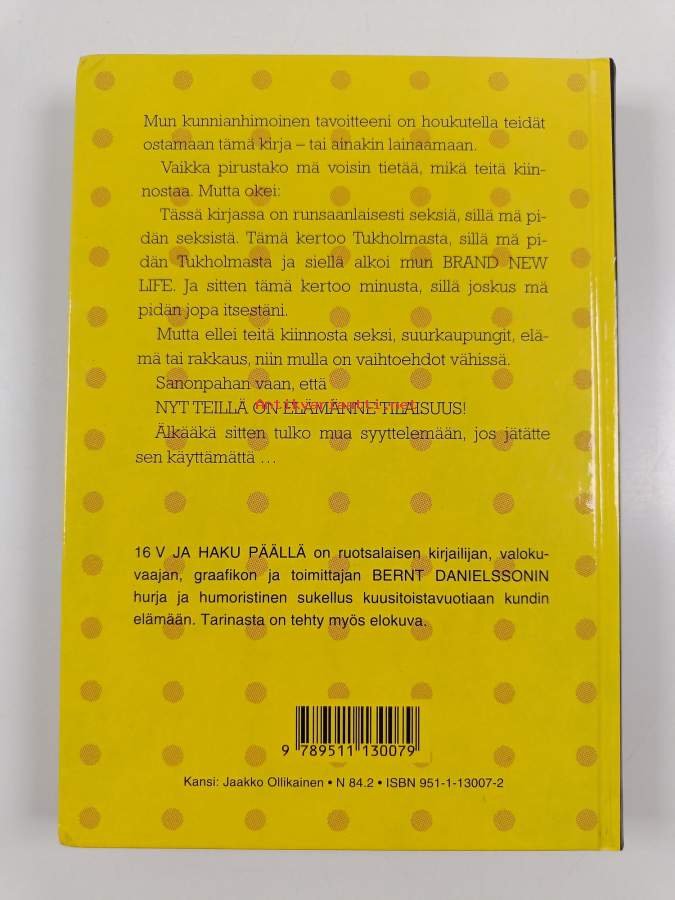 Mun kunnianhimoinen tavoitteeni on houkutella teidät
ostamaan tämä kirja – tai ainakin lainaamaan.
Vaikka pirustako mä voisin tietää, mikä teitä kiin-
nostaa. Mutta okei:
Tässä kirjassa on runsaanlaisesti seksiä, sillä mä pi-
dän seksistä. Tämä kertoo Tukholmasta, sillä mä pi-
dän Tukholmasta ja siellä alkoi mun BRAND NEW
LIFE. Ja sitten tämä kertoo minusta, sillä joskus mä
pidän jopa itsestäni.
Mutta ellei teitä kiinnosta seksi, suurkaupungit, elä-
mä tai rakkaus, niin mulla on vaihtoehdot vähissä.
Sanonpahan vaan, että
NYT TEILLÄ ON ELÄMÄNNE TILAISUUS!
Antikvariaatti.net
Älkääkä sitten tulko mua syyttelemään, jos jätätte
sen käyttämättä ...
16 V JA HAKU PÄÄLLÄ on ruotsalaisen kirjailijan, valoku-
vaajan, graafikon ja toimittajan BERNT DANIELSSONIN
hurja ja humoristinen sukellus kuusitoistavuotiaan kundin
elämään. Tarinasta on tehty myös elokuva.
9 789511 130079
Kansi: Jaakko Ollikainen • N 84.2 • ISBN 951-1-13007-2